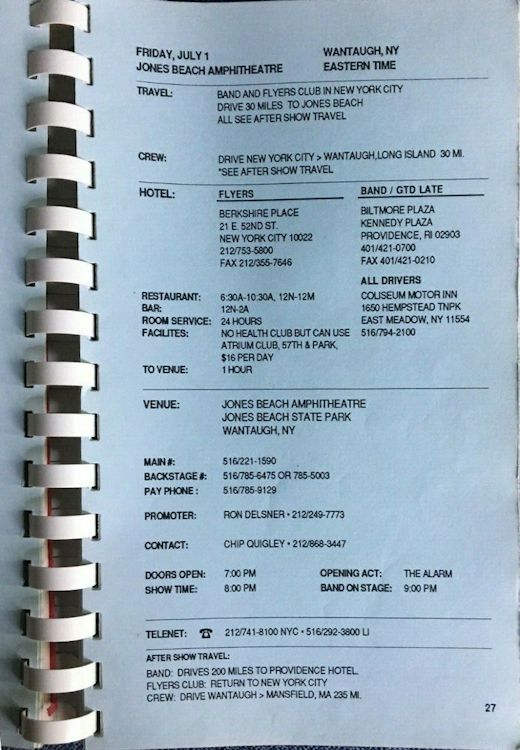 FRIDAY, JULY 1 WANTAUGH, NY
JONES BEACH AMPHITHEATRE EASTERN TIME
TRAVEL: BAND AND FLYERS CLUB IN NEW YORK CITY
DRIVE 30 MILES TO JONES BEACH
ALL SEE AFTER SHOW TRAVEL
CREW: DRIVE NEW YORK CITY > WANTAUGH,LONG ISLAND 30 MI.
*SEE AFTER SHOW TRAVEL
HOTEL: FLYERS BAND / GTD LATE
BERKSHIRE PLACE BILTMORE PLAZA
21 E. 52ND ST. KENNEDY PLAZA
NEW YORK CITY 10022 PROVIDENCE, RI 02903
212/753-5800 401/421-0700
FAX 212/355-7646 FAX 401/421-0210
ALL DRIVERS
RESTAURANT: 6:30A-10:30A, 12N-12M COLISEUM MOTOR INN
BAR: 12N-2A 1650 HEMPSTEAD TNPK
ROOM SERVICE: 24 HOURS EAST MEADOW, NY 11554
FACILITES: NO HEALTH CLUB BUT CAN USE 516/794-2100
ATRIUM CLUB, 57TH & PARK,
$16 PER DAY
TO VENUE: 1 HOUR
VENUE: JONES BEACH AMPHITHEATRE
JONES BEACH STATE PARK
WANTAUGH, NY
MAIN #: 516/221-1590
BACKSTAGE #: 516/785-6475 OR 785-5003
PAY PHONE : 516/785-9129
PROMOTER: RON DELSNER • 212/249-7773
CONTACT: CHIP QUIGLEY • 212/868-3447
DOORS OPEN: 7:00 PM OPENING ACT: THE ALARM
SHOW TIME: 8:00 PM BAND ON STAGE: 9:00 PM
TELENET: ☎ 212/741-8100 NYC • 516/292-3800 LI
AFTER SHOW TRAVEL:
BAND: DRIVES 200 MILES TO PROVIDENCE HOTEL.
FLYERS CLUB: RETURN TO NEW YORK CITY
CREW: DRIVE WANTAUGH > MANSFIELD, MA 235 MI.
27